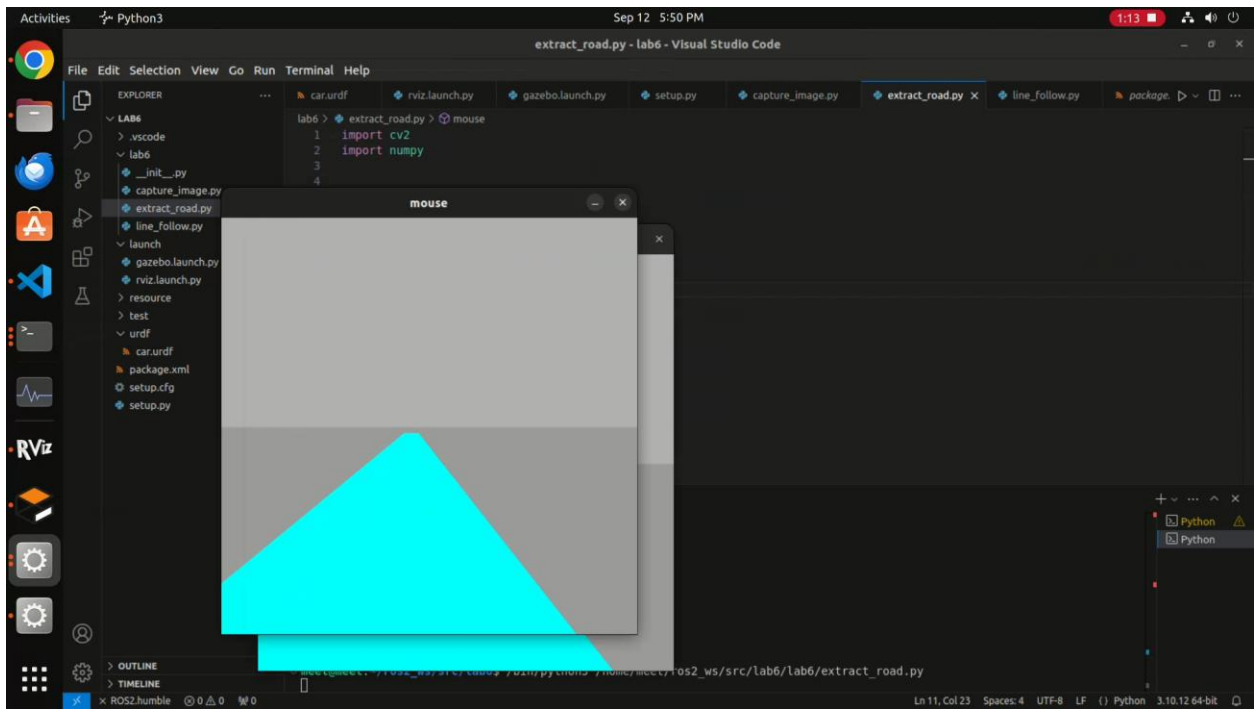 Activities Python3 Sep 12 5:50 PM 1:13
extract_road.py - lab6 - Visual Studio Code
File Edit Selection View Go Run Terminal Help
EXPLORER ...
car.urdf rviz.launch.py gazebo.launch.py setup.py capture_image.py extract_road.py line_follow.py package.
LAB6
.vscode
lab6
__init__.py
capture_image.py
extract_road.py
line_follow.py
launch
gazebo.launch.py
rviz.launch.py
resource
test
urdf
car.urdf
package.xml
setup.cfg
setup.py
OUTLINE
TIMELINE
lab6 > extract_road.py > mouse
1 import cv2
2 import numpy
3
4
mouse
RViz
Python
Python
/bin/python3 /home/meet/ros2_ws/src/lab6/lab6/extract_road.py
ROS2.humble 0 0 0 Ln 11, Col 23 Spaces: 4 UTF-8 LF Python 3.10.12 64-bit